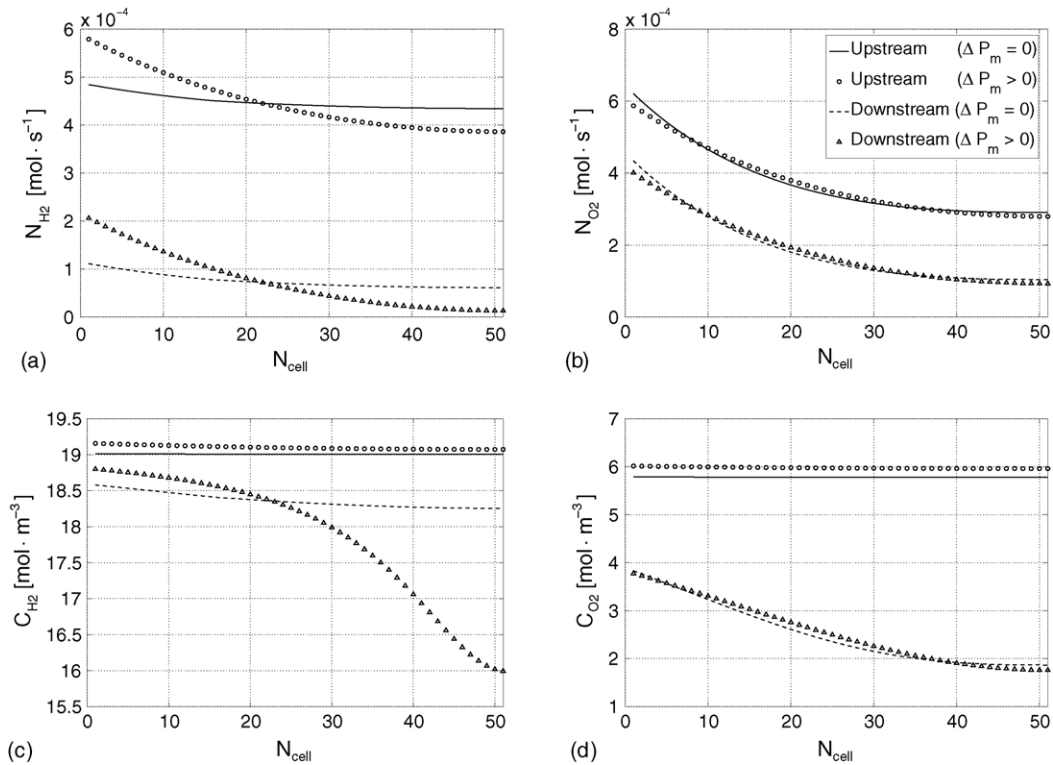 x 10⁻⁴
6
5
4
3
2
1
0
N_H2 [mol · s⁻¹]
0 10 20 30 40 50
N_cell
(a)
x 10⁻⁴
8
6
4
2
0
N_O2 [mol · s⁻¹]
0 10 20 30 40 50
N_cell
(b)
Upstream (Δ P_m = 0)
Upstream (Δ P_m > 0)
Downstream (Δ P_m = 0)
Downstream (Δ P_m > 0)
19.5
19
18.5
18
17.5
17
16.5
16
15.5
C_H2 [mol · m⁻³]
0 10 20 30 40 50
N_cell
(c)
7
6
5
4
3
2
1
C_O2 [mol · m⁻³]
0 10 20 30 40 50
N_cell
(d)